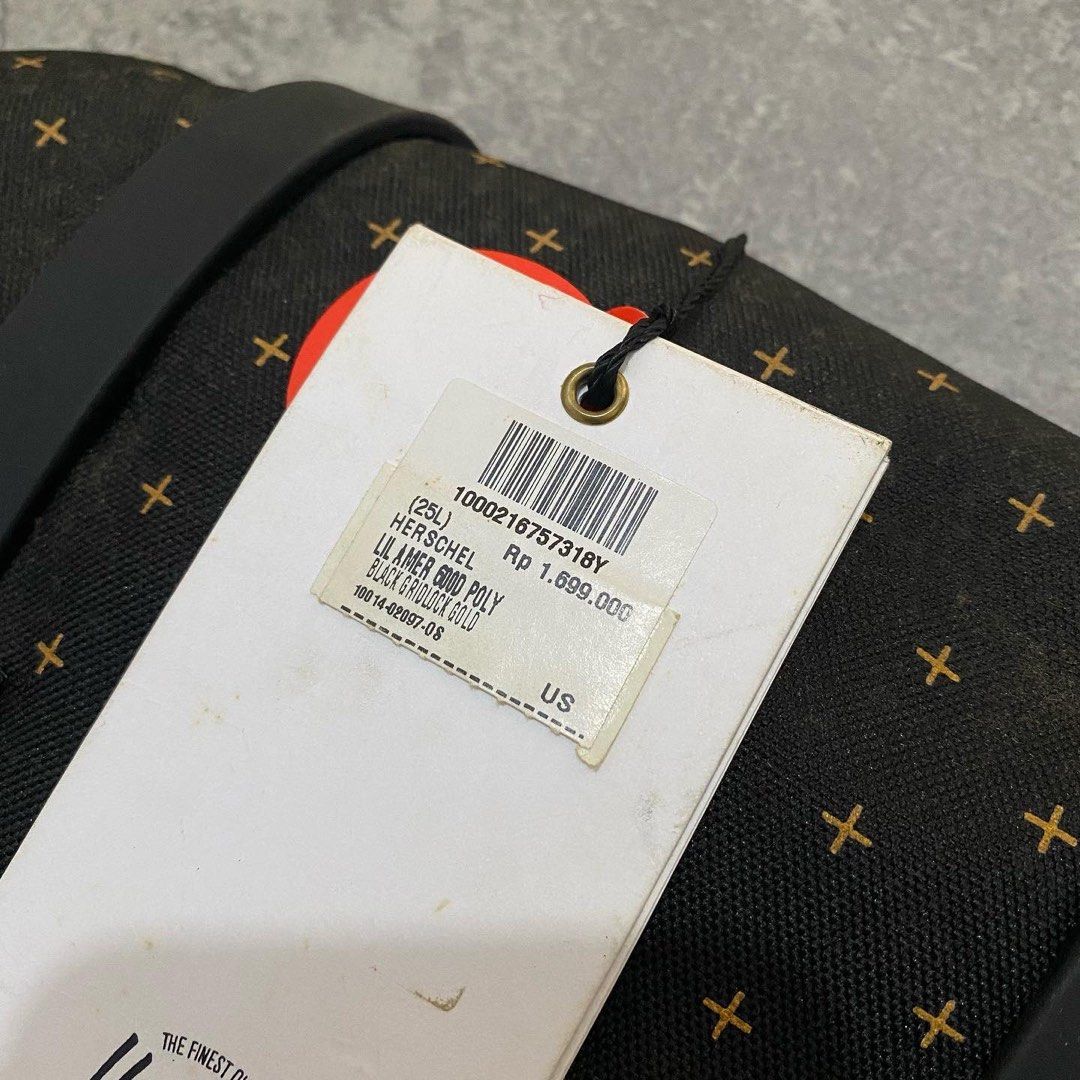 1000216757318Y
(25L)
Rp 1.699.000
HERSCHEL
LIL AMER 600D POLY
BLACK GRIDLOCK GOLD
10014-02097-OS
US
THE FINEST